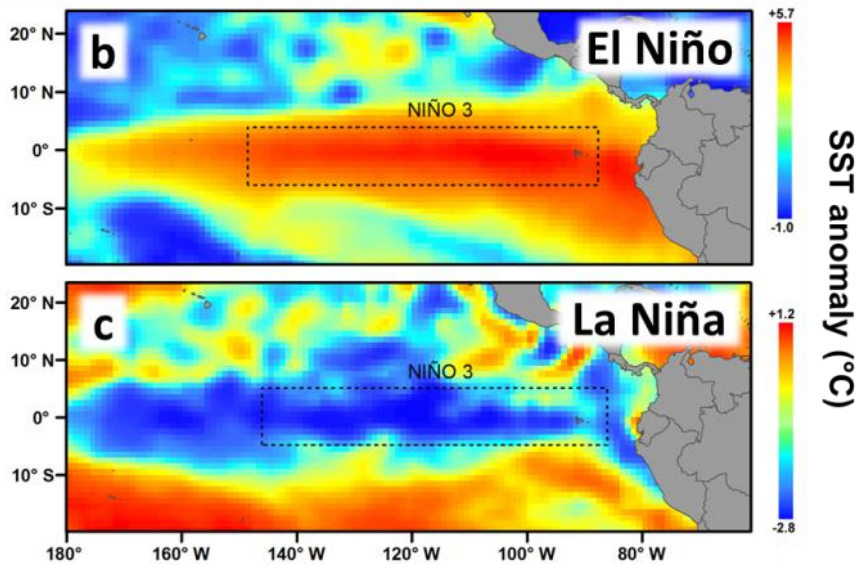 b
El Niño
NIÑO 3
20° N
10° N
0°
10° S
+5.7
-1.0
SST anomaly (°C)
c
La Niña
NIÑO 3
20° N
10° N
0°
10° S
+1.2
-2.8
180°
160° W
140° W
120° W
100° W
80° W